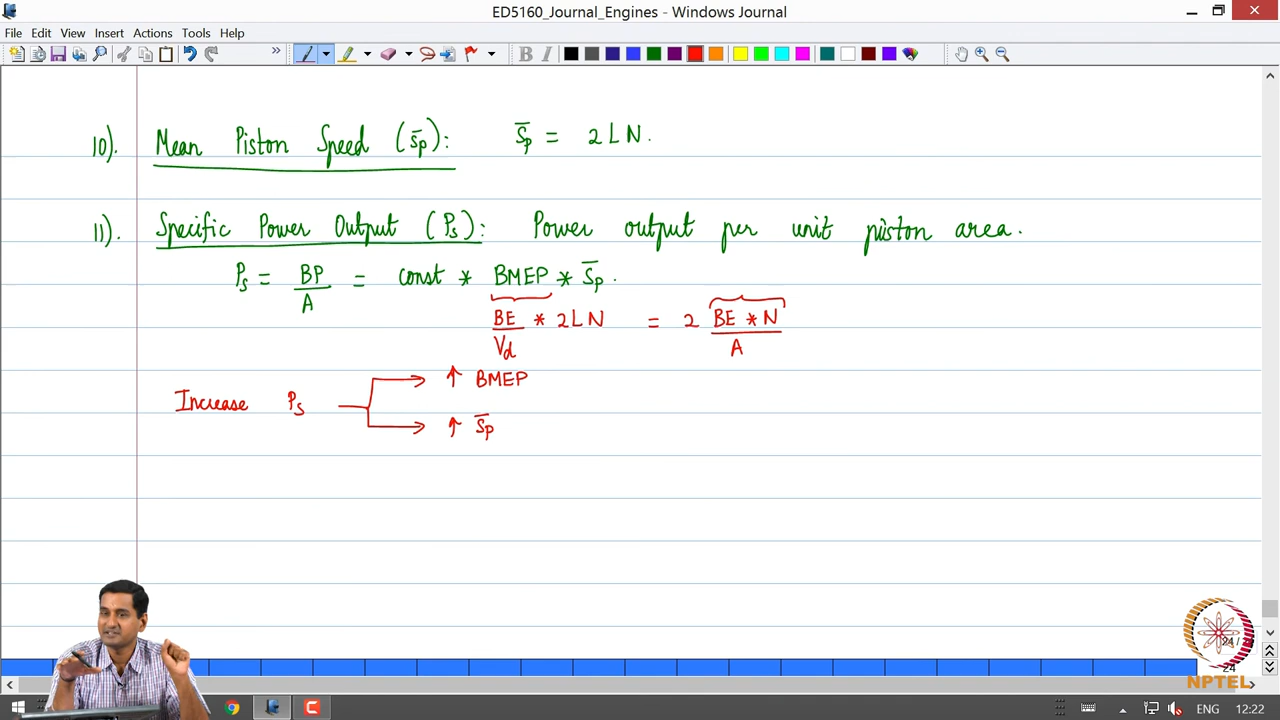 ED5160_Journal_Engines - Windows Journal
File Edit View Insert Actions Tools Help
10). Mean Piston Speed (S̄p): S̄p = 2LN.
11). Specific Power Output (Ps): Power output per unit piston area.
Ps = BP/A = const * BMEP * S̄p.
BE/Vd * 2LN = 2 BE * N/A
Increase Ps → ↑ BMEP
→ ↑ S̄p
24
NPTEL
ENG 12:22